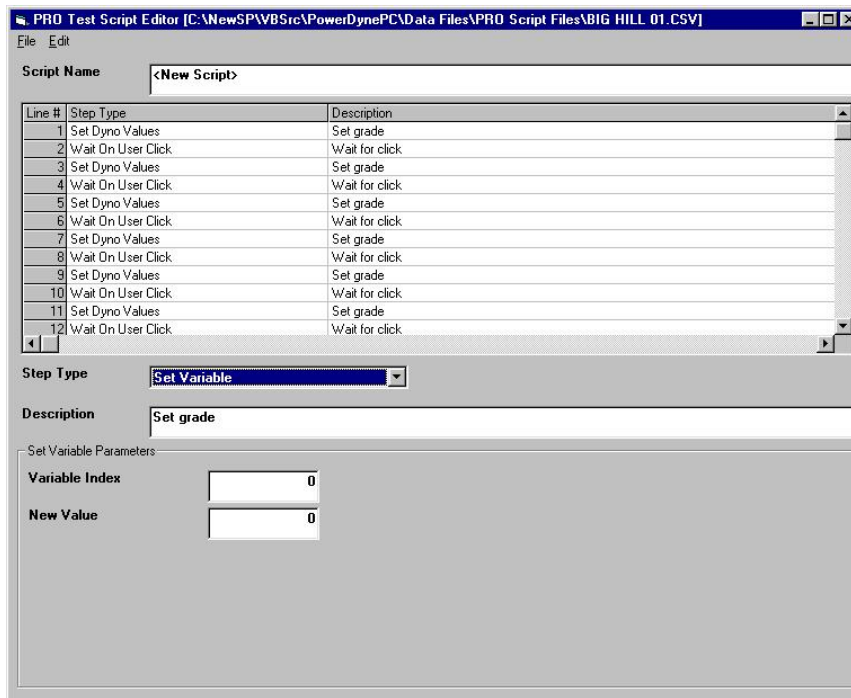 PRO Test Script Editor [C:\NewSP\VBSrc\PowerDynePC\Data Files\PRO Script Files\BIG HILL 01.CSV]
File Edit
Script Name <New Script>
Line # Step Type Description
1 Set Dyno Values Set grade
2 Wait On User Click Wait for click
3 Set Dyno Values Set grade
4 Wait On User Click Wait for click
5 Set Dyno Values Set grade
6 Wait On User Click Wait for click
7 Set Dyno Values Set grade
8 Wait On User Click Wait for click
9 Set Dyno Values Set grade
10 Wait On User Click Wait for click
11 Set Dyno Values Set grade
12 Wait On User Click Wait for click
Step Type Set Variable
Description Set grade
Set Variable Parameters
Variable Index 0
New Value 0